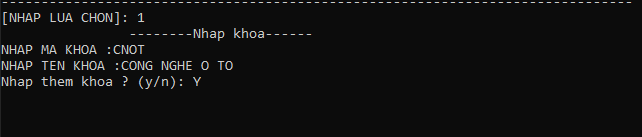 --------------------------------------------------------------------------------
[NHAP LUA CHON]: 1
--------Nhap khoa------
NHAP MA KHOA :CNOT
NHAP TEN KHOA :CONG NGHE O TO
Nhap them khoa ? (y/n): Y